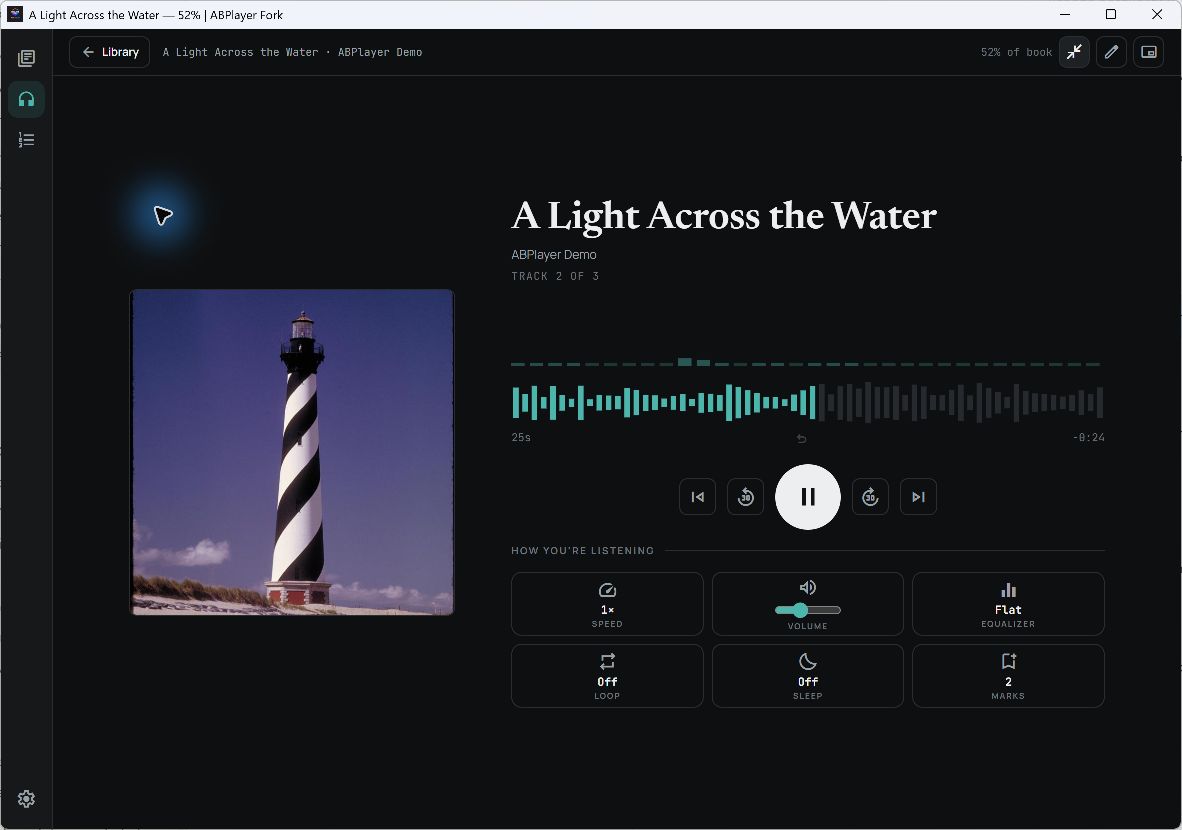 A Light Across the Water — 52% | ABPlayer Fork
Library
A Light Across the Water · ABPlayer Demo
52% of book
A Light Across the Water
ABPlayer Demo
TRACK 2 OF 3
25s
-0:24
30
30
HOW YOU'RE LISTENING
1×
SPEED
VOLUME
Flat
EQUALIZER
Off
LOOP
Off
SLEEP
2
MARKS